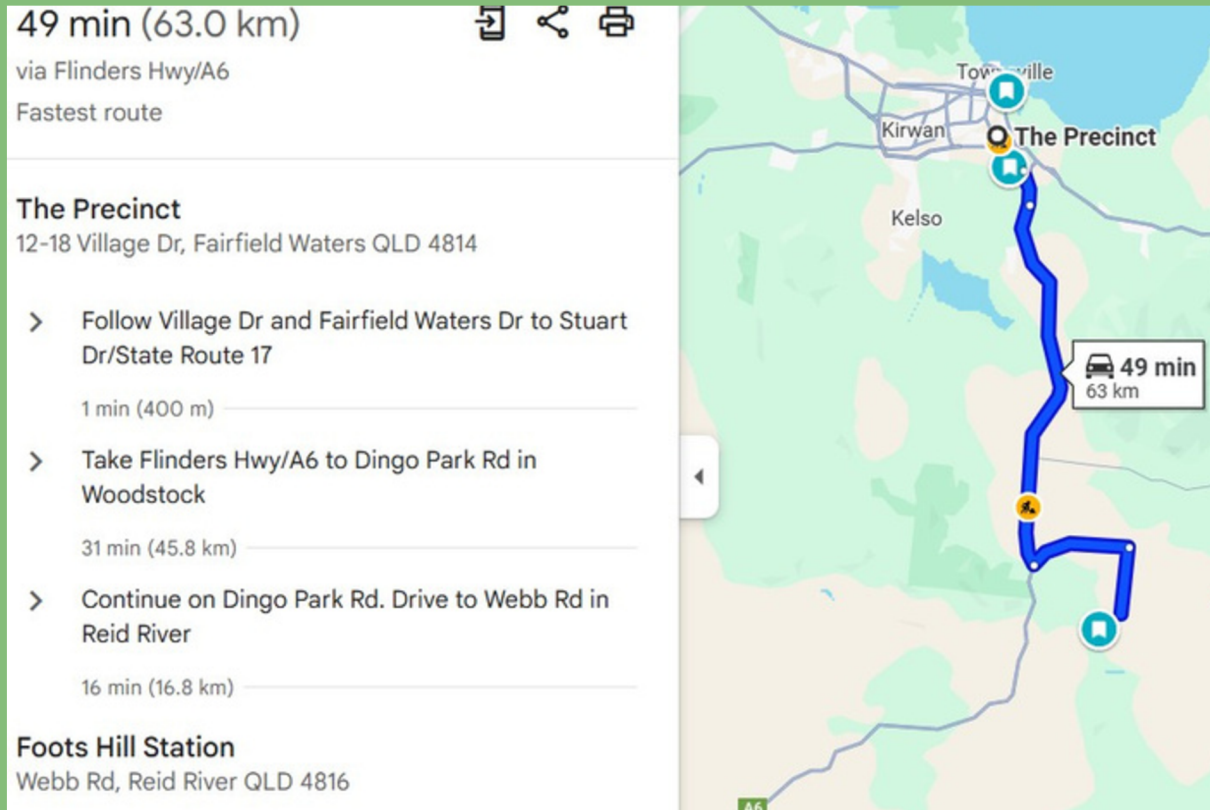 49 min (63.0 km)
via Flinders Hwy/A6
Fastest route
The Precinct
12-18 Village Dr, Fairfield Waters QLD 4814
Follow Village Dr and Fairfield Waters Dr to Stuart
Dr/State Route 17
1 min (400 m)
Take Flinders Hwy/A6 to Dingo Park Rd in
Woodstock
31 min (45.8 km)
Continue on Dingo Park Rd. Drive to Webb Rd in
Reid River
16 min (16.8 km)
Foots Hill Station
Webb Rd, Reid River QLD 4816
Kirwan
The Precinct
Kelso
49 min
63 km
A6